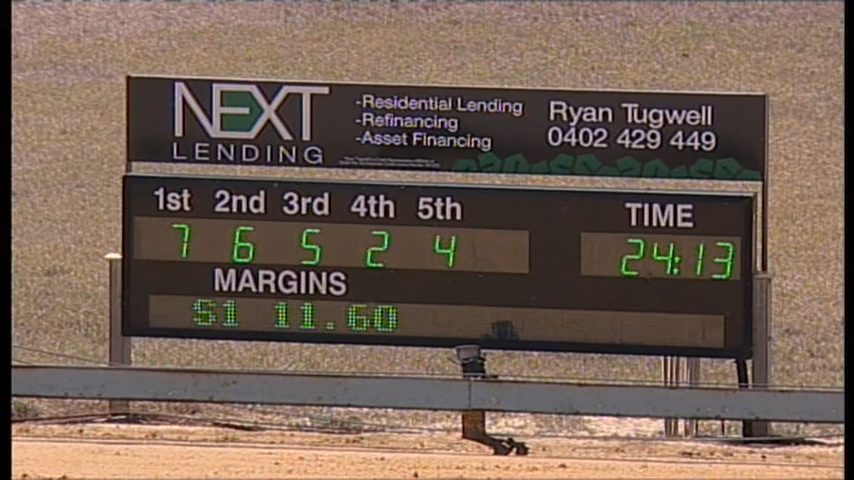 NEXT
LENDING
-Residential Lending
-Refinancing
-Asset Financing
Ryan Tugwell
0402 429 449
1st 2nd 3rd 4th 5th
7 6 5 2 4
TIME
24:13
MARGINS
S1 11.60